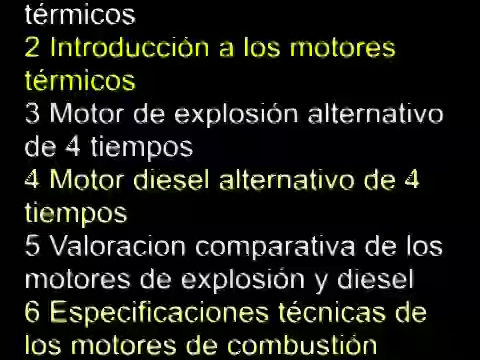 térmicos
2 Introducción a los motores
térmicos
3 Motor de explosión alternativo
de 4 tiempos
4 Motor diesel alternativo de 4
tiempos
5 Valoracion comparativa de los
motores de explosión y diesel
6 Especificaciones técnicas de
los motores de combustión